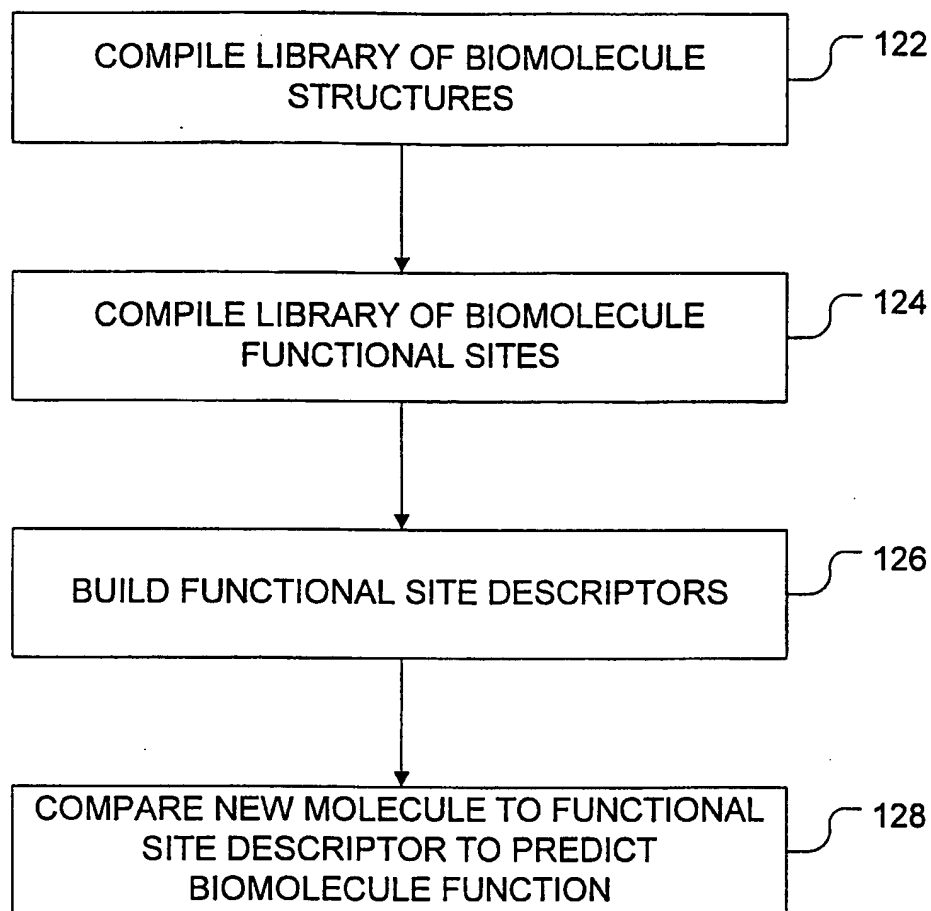 COMPILE LIBRARY OF BIOMOLECULE
STRUCTURES
122
COMPILE LIBRARY OF BIOMOLECULE
FUNCTIONAL SITES
124
BUILD FUNCTIONAL SITE DESCRIPTORS
126
COMPARE NEW MOLECULE TO FUNCTIONAL
SITE DESCRIPTOR TO PREDICT
BIOMOLECULE FUNCTION
128